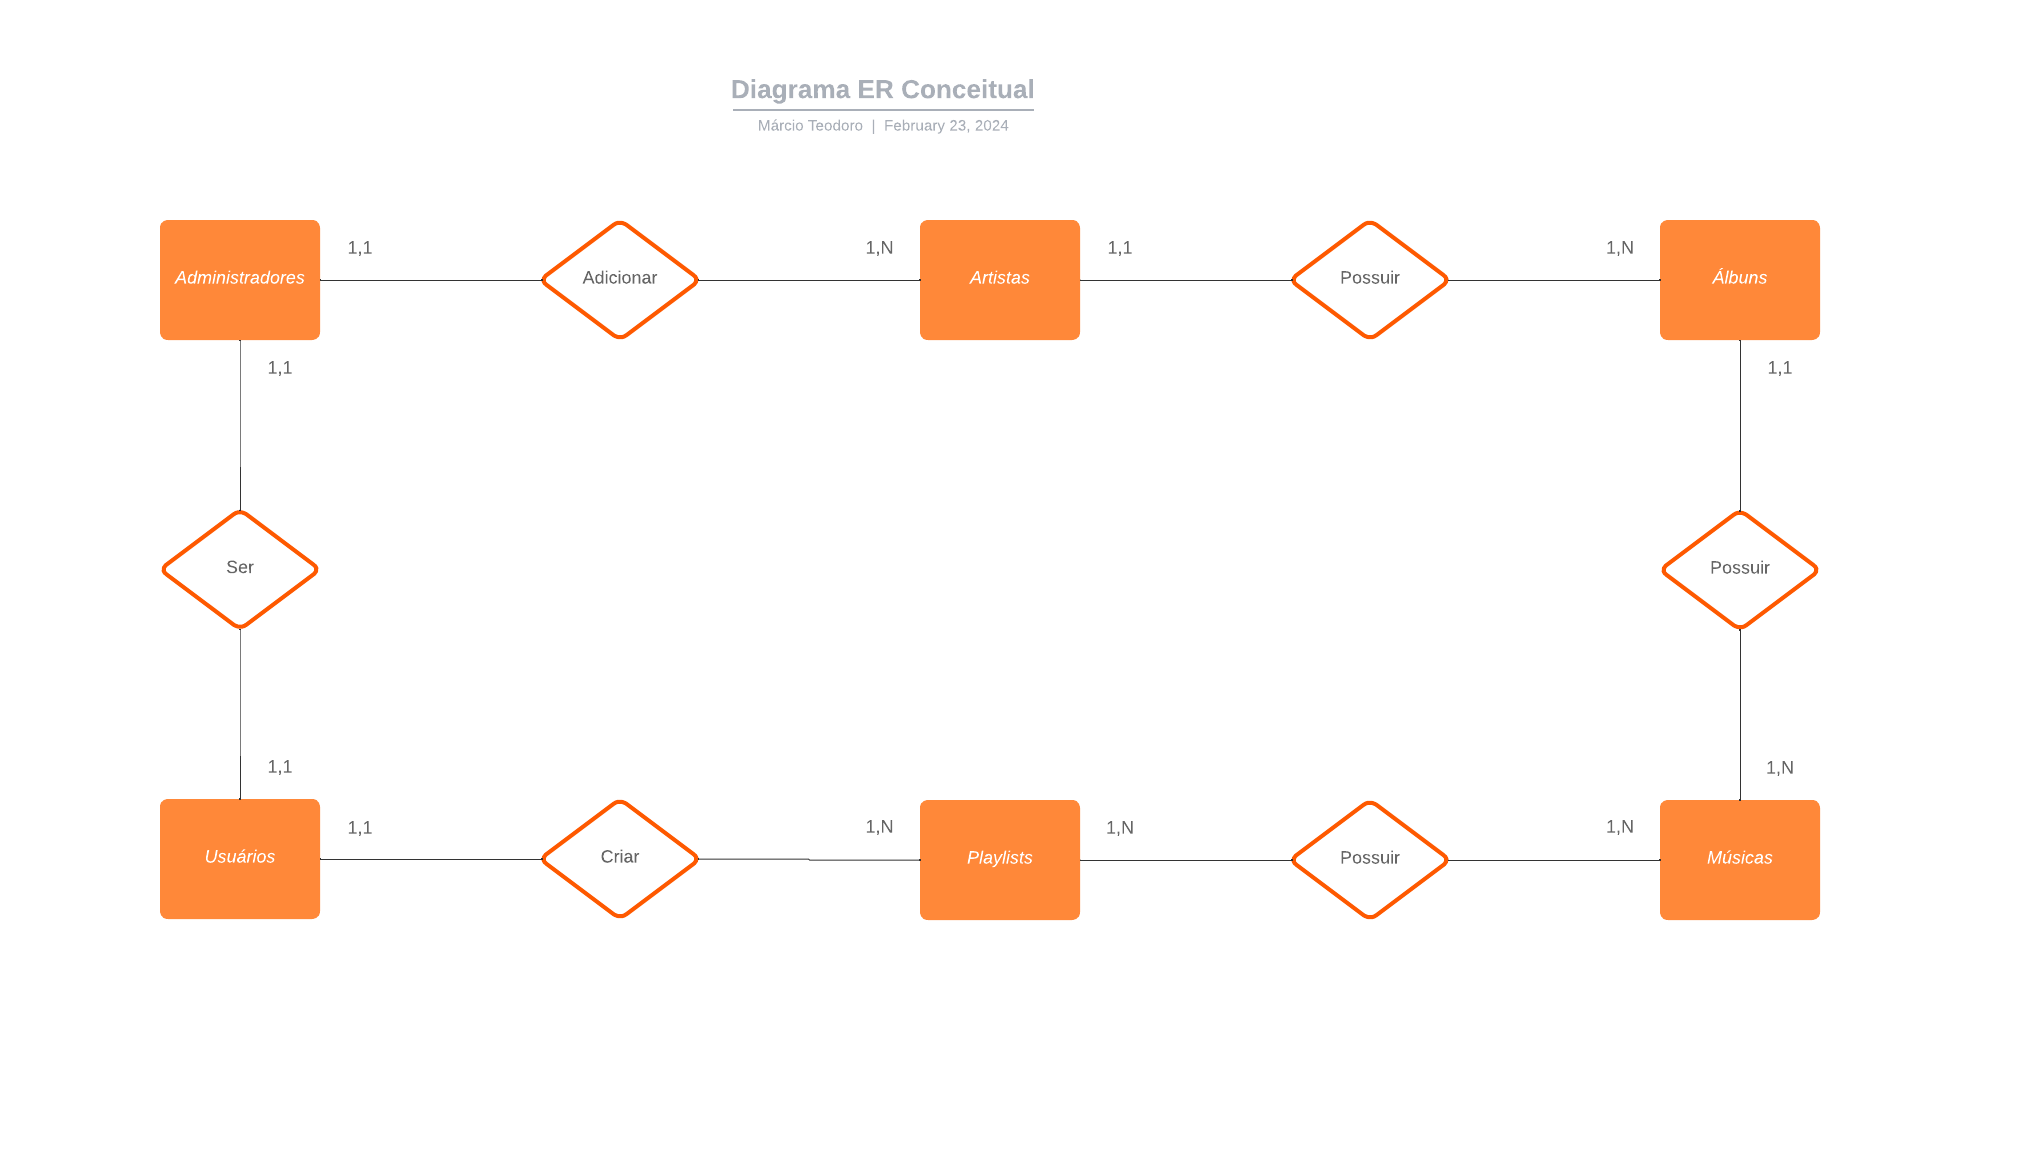 Diagrama ER Conceitual
Márcio Teodoro | February 23, 2024
1,1
1,N
1,1
1,N
Administradores
Adicionar
Artistas
Possuir
Álbuns
1,1
1,1
Ser
Possuir
1,1
1,N
1,1
1,N
1,N
1,N
Usuários
Criar
Playlists
Possuir
Músicas